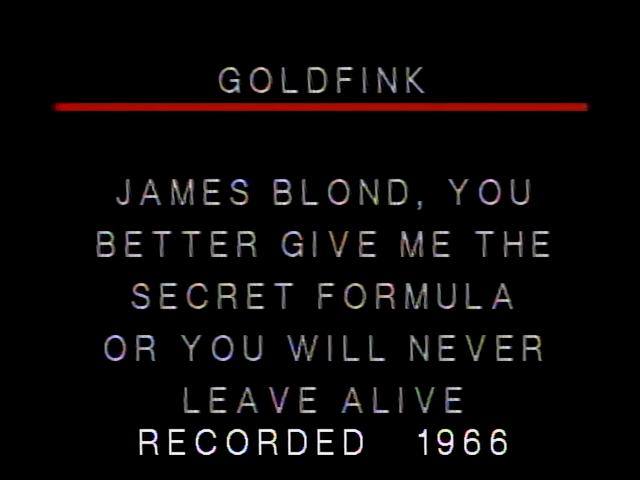 GOLDFINK
JAMES BLOND, YOU
BETTER GIVE ME THE
SECRET FORMULA
OR YOU WILL NEVER
LEAVE ALIVE
RECORDED 1966